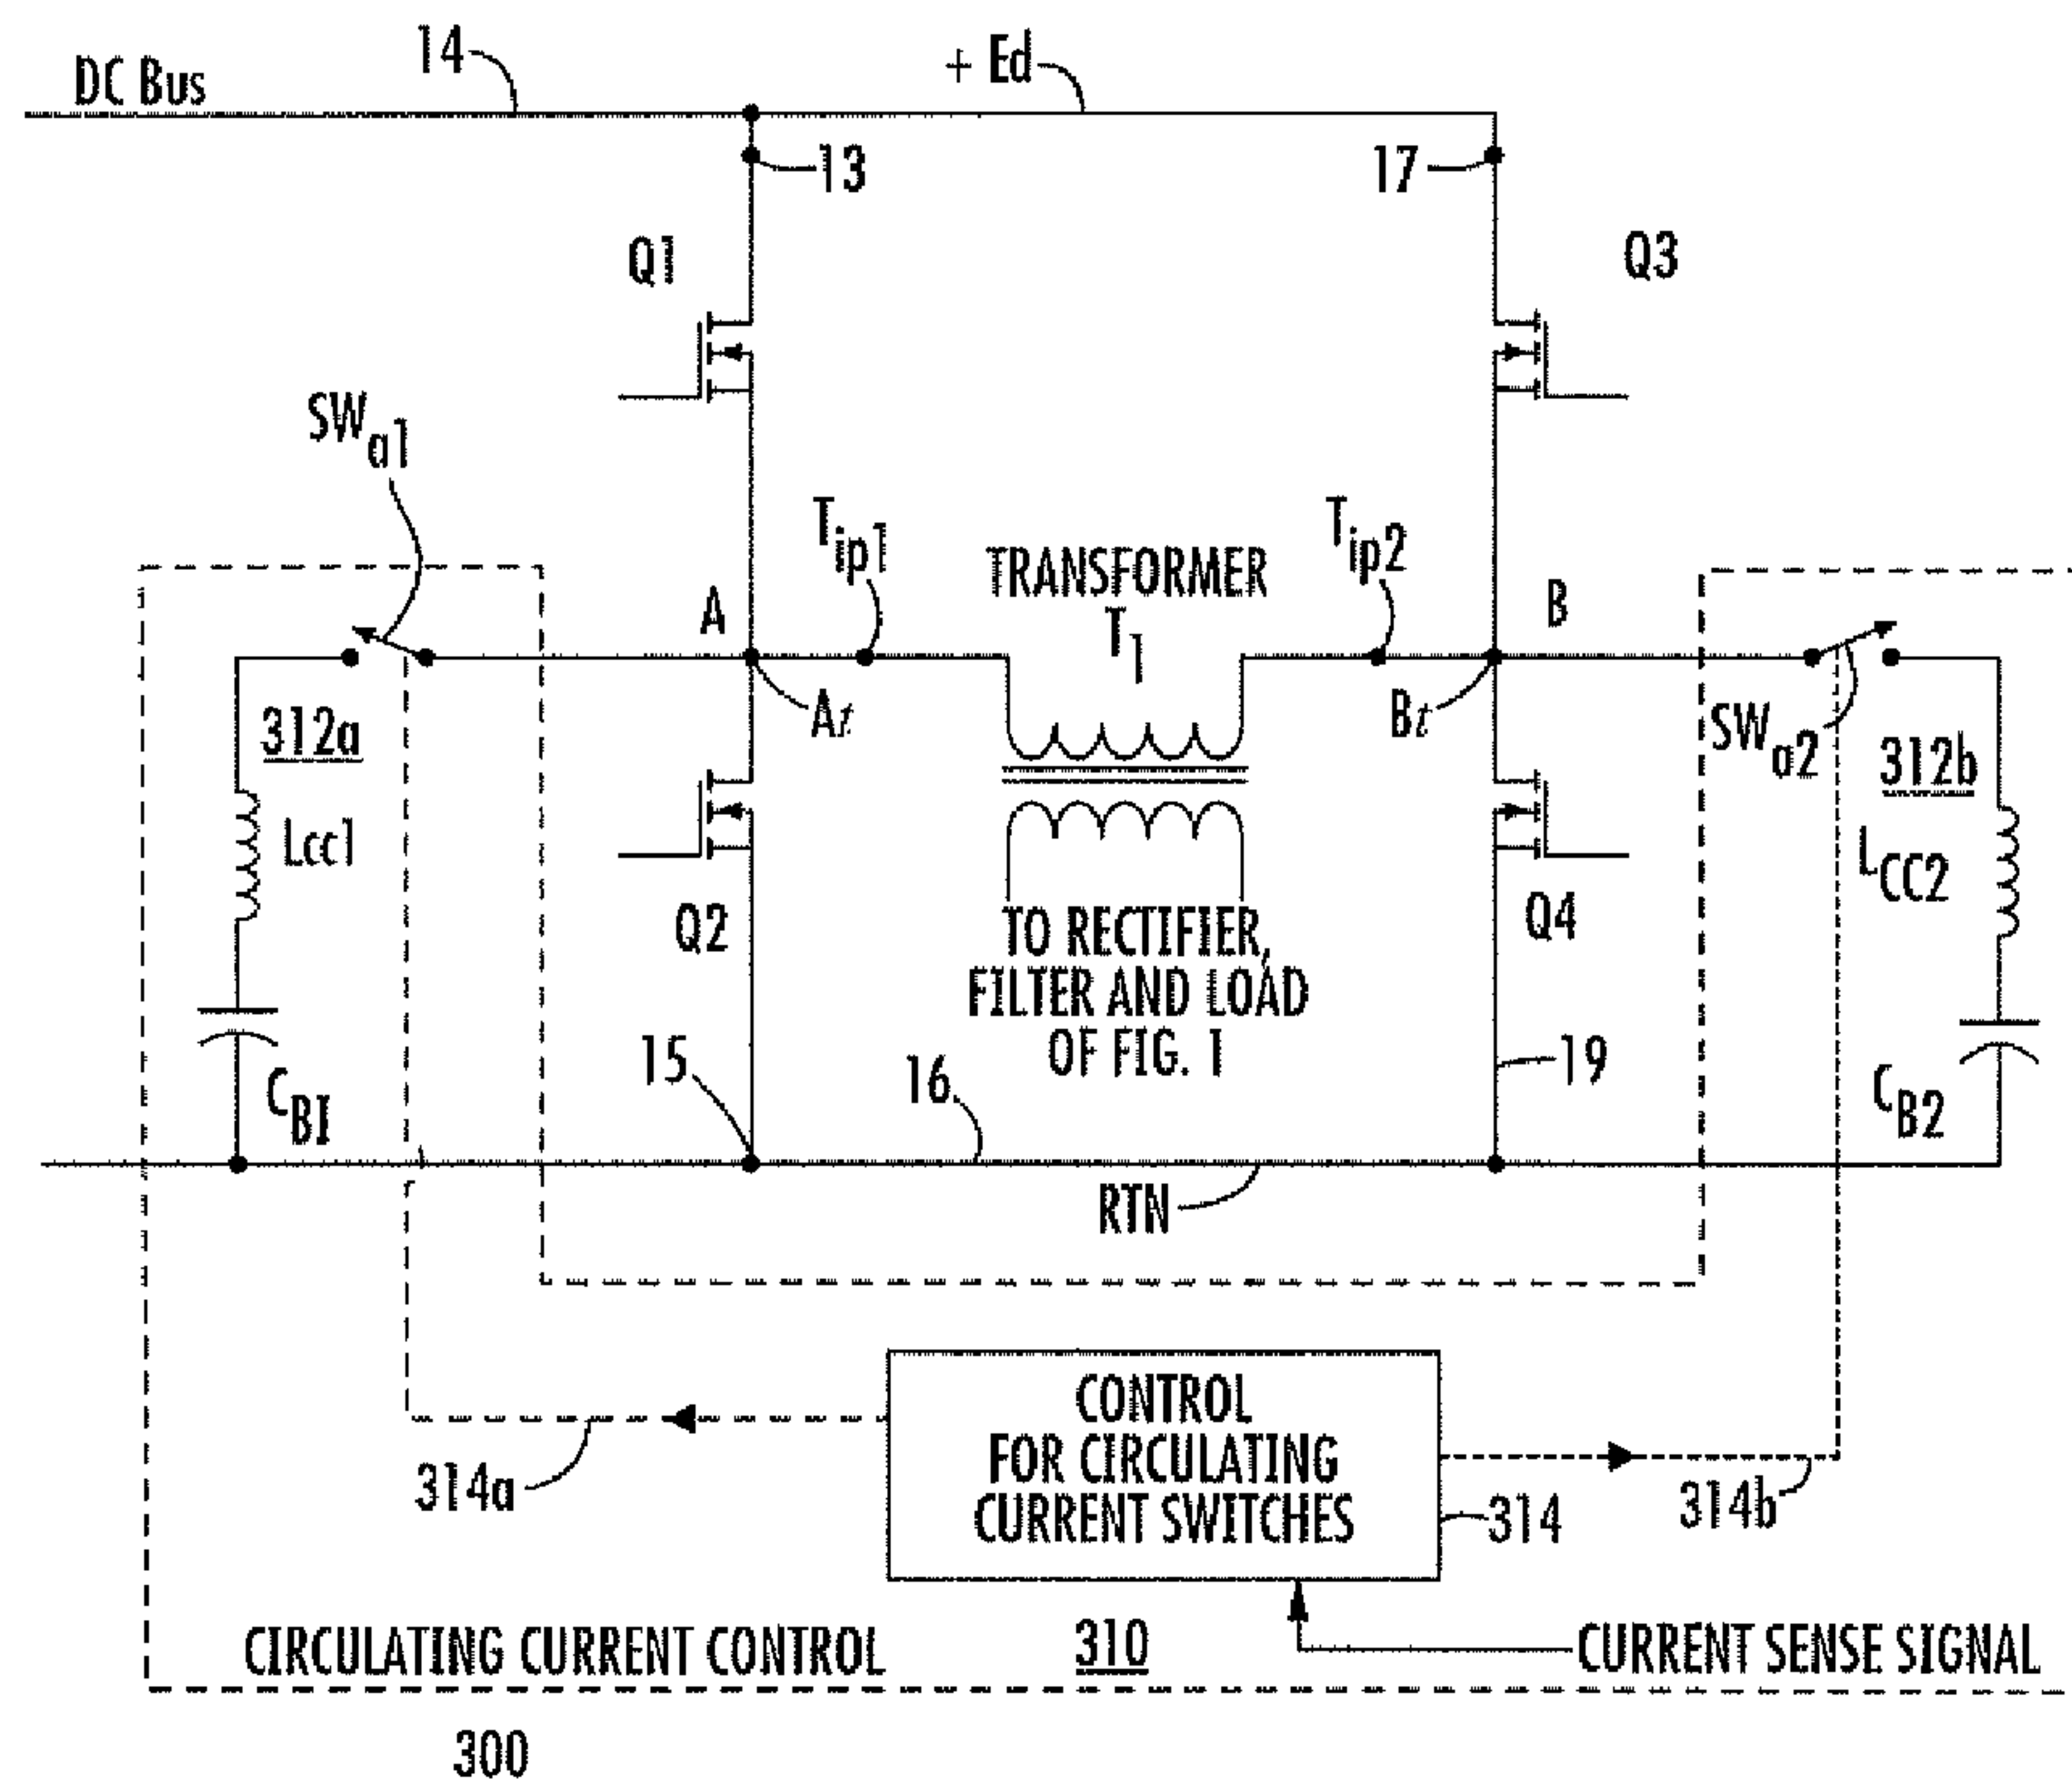 14
+ Ed
DC Bus
13
17
Q1
Q3
SWa1
Tip1
Tip2
TRANSFORMER
T1
A
B
At
Bt
SWa2
312a
312b
Lcc1
LCC2
Q2
Q4
TO RECTIFIER,
FILTER AND LOAD
OF FIG. 1
15
16
19
CBI
CB2
RTN
CONTROL
FOR CIRCULATING
CURRENT SWITCHES
314a
314
314b
CIRCULATING CURRENT CONTROL
310
CURRENT SENSE SIGNAL
300